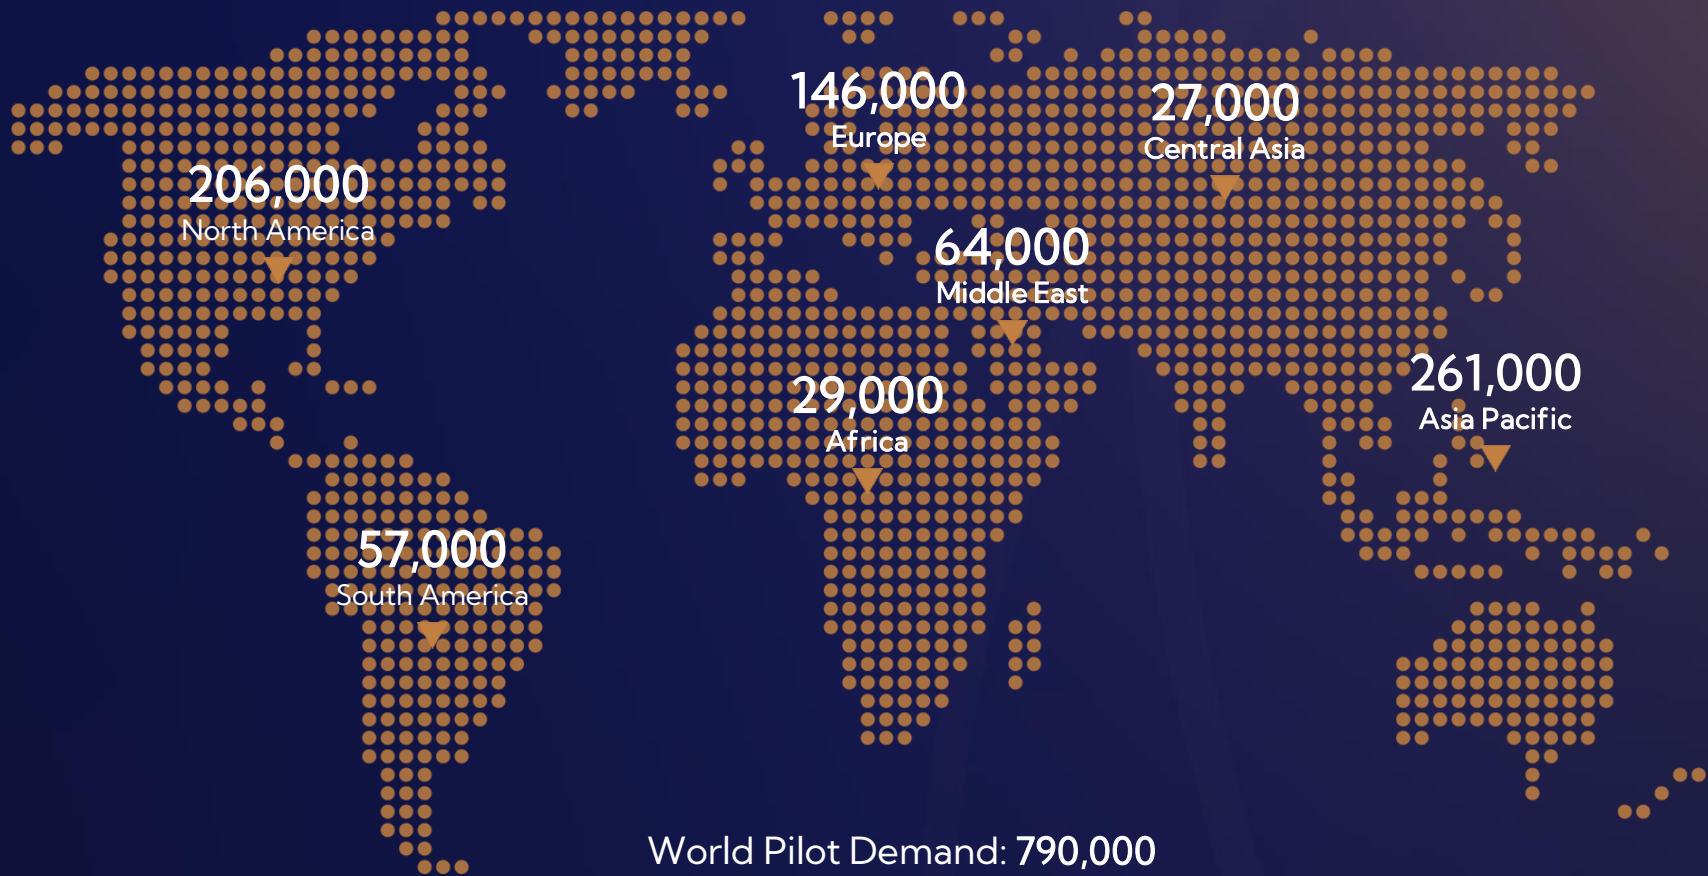 146,000
Europe
27,000
Central Asia
206,000
North America
64,000
Middle East
261,000
Asia Pacific
29,000
Africa
57,000
South America
World Pilot Demand: 790,000